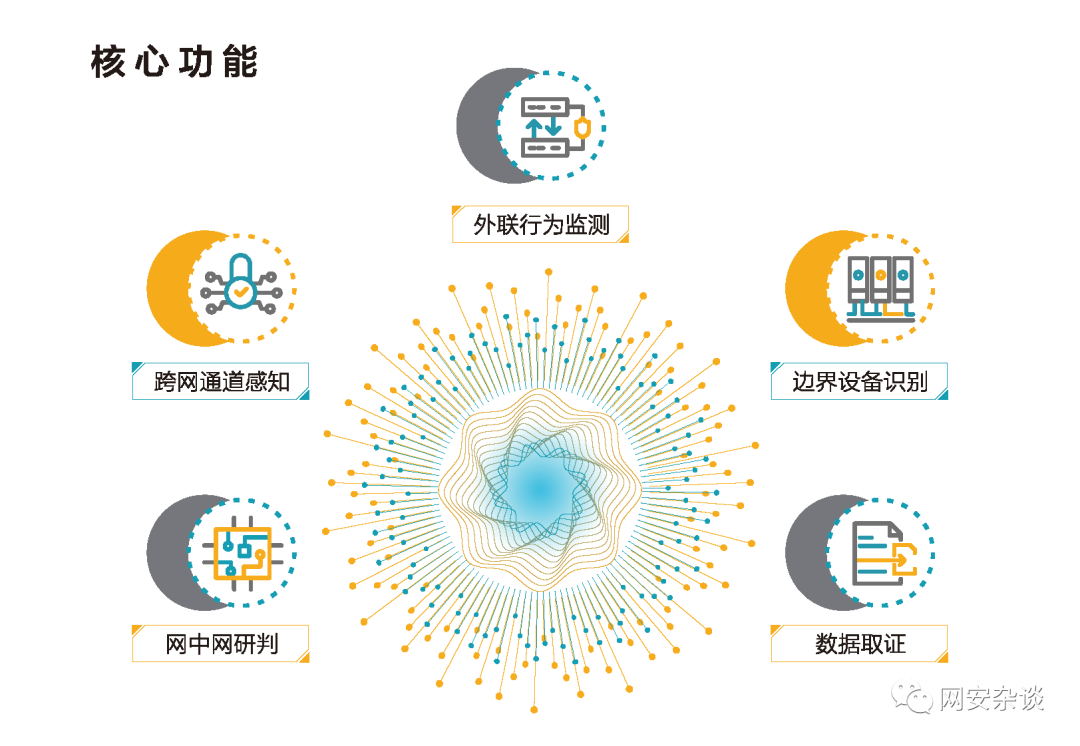 核心功能
外联行为监测
跨网通道感知
边界设备识别
网中网研判
数据取证
网安杂谈